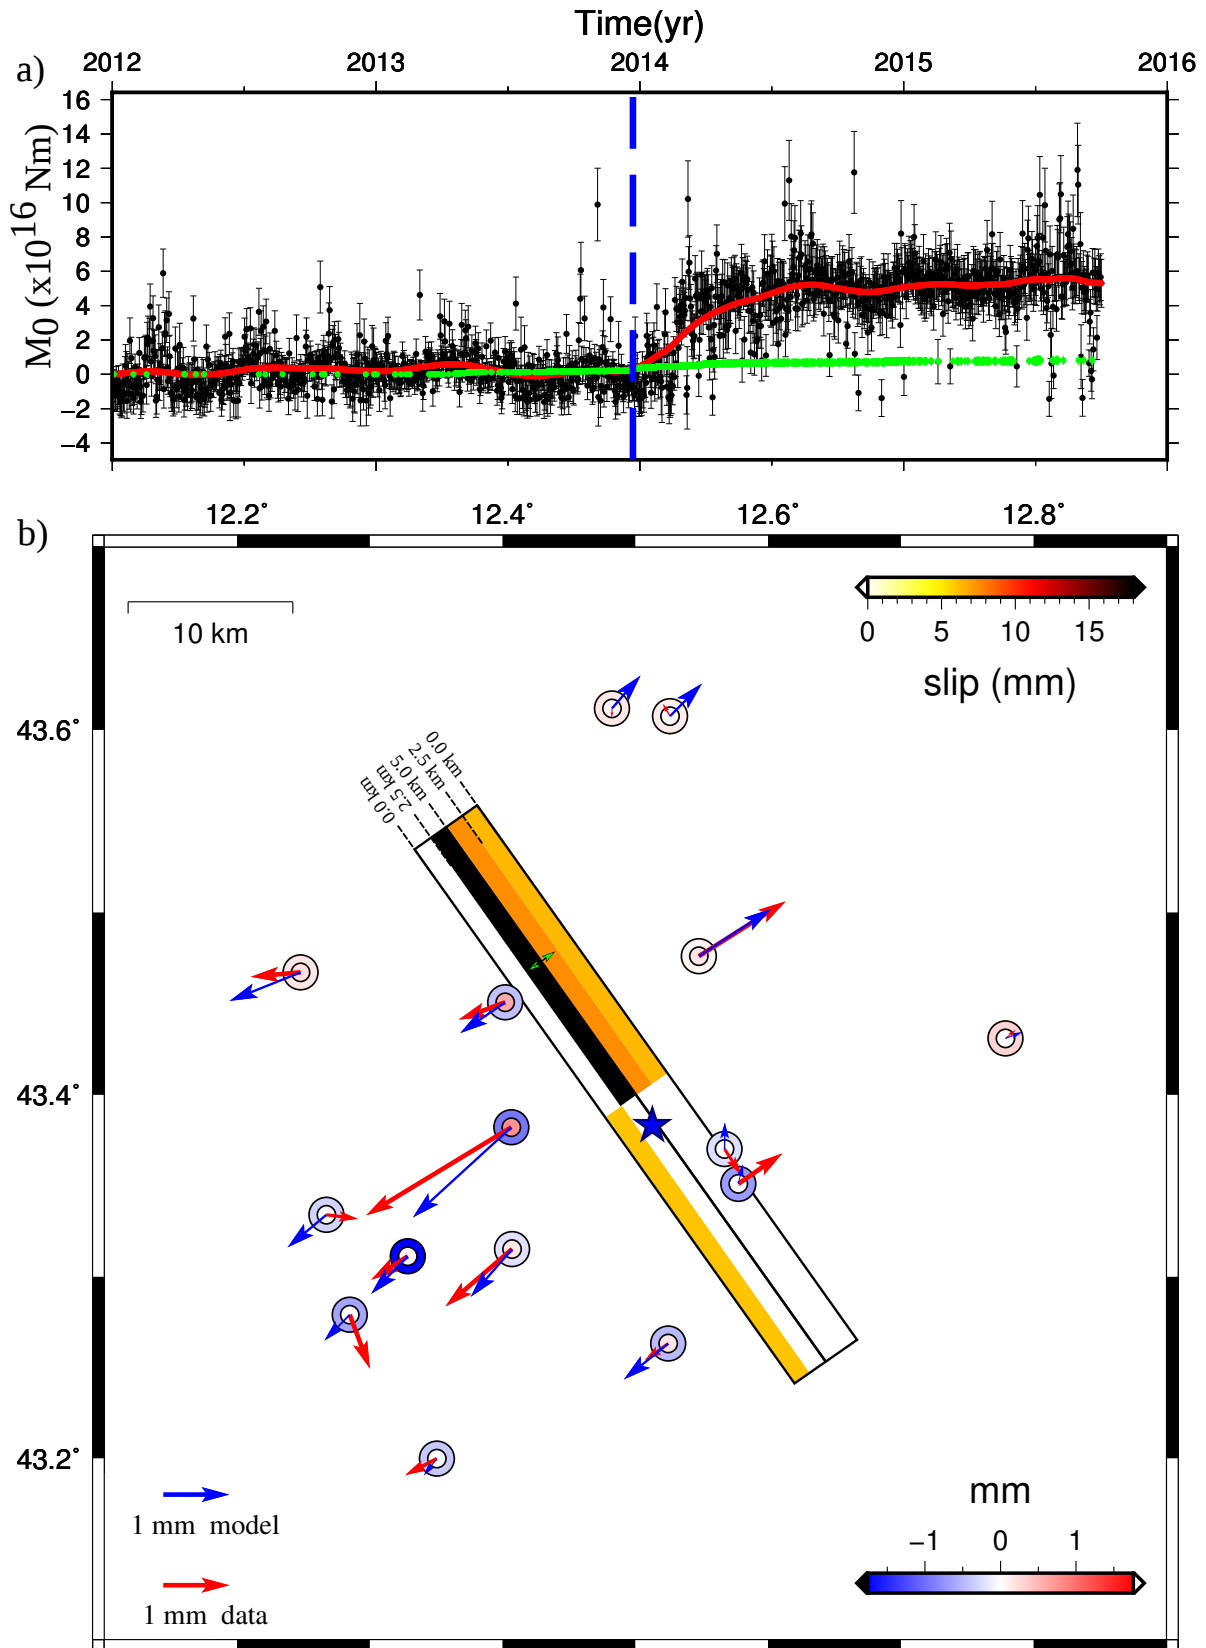 Time(yr)
2012 2013 2014 2015 2016
a)
M0 (x10¹⁶ Nm)
16
14
12
10
8
6
4
2
0
−2
−4
b)
12.2° 12.4° 12.6° 12.8°
10 km
0 5 10 15
slip (mm)
43.6°
0.0 km
2.5 km
5.0 km
2.5 km
0.0 km
43.4°
43.2°
1 mm model
1 mm data
mm
−1 0 1